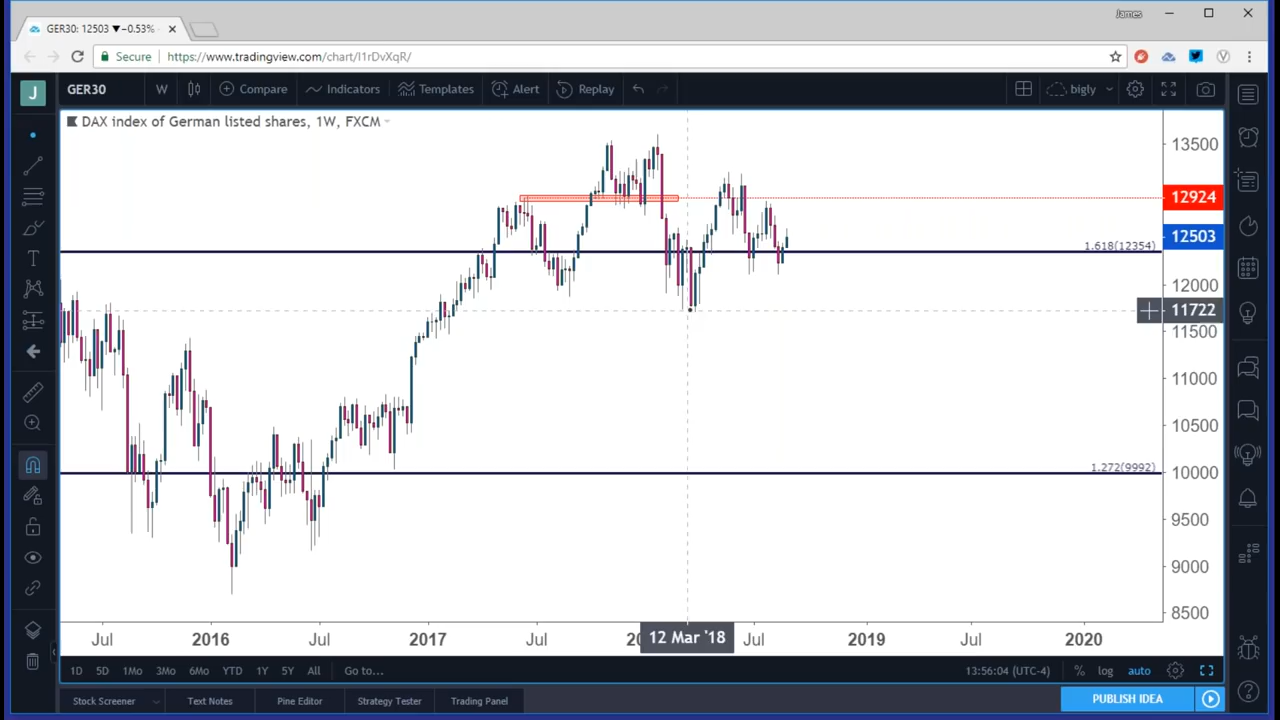 James
GER30: 12503 ▼−0.53%
Secure https://www.tradingview.com/chart/I1rDvXqR/
J GER30 W Compare Indicators Templates Alert Replay bigly
DAX index of German listed shares, 1W, FXCM
13500
12924
12503
1.618(12354)
12000
11722
11500
11000
10500
1.272(9992)
10000
9500
9000
8500
Jul 2016 Jul 2017 Jul 20 12 Mar '18 Jul 2019 Jul 2020
1D 5D 1Mo 3Mo 6Mo YTD 1Y 5Y All Go to... 13:56:04 (UTC-4) % log auto
Stock Screener Text Notes Pine Editor Strategy Tester Trading Panel PUBLISH IDEA